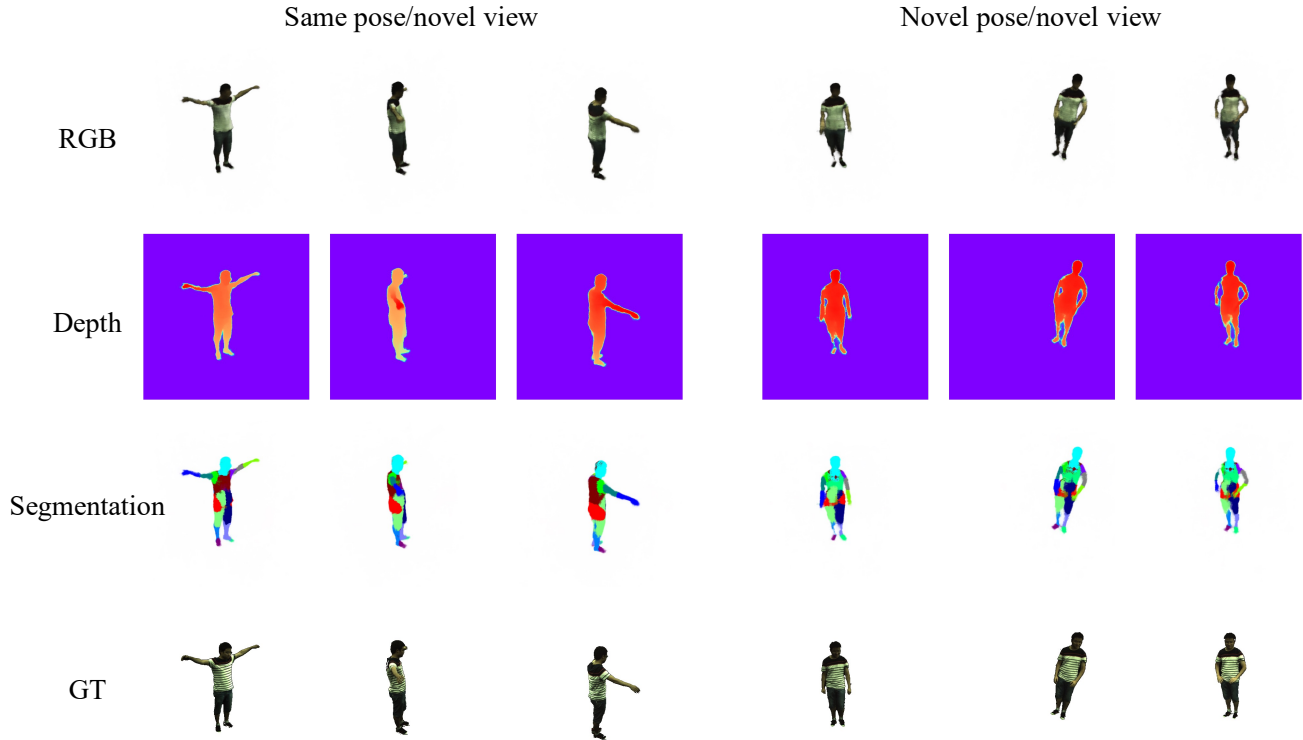 Same pose/novel view
Novel pose/novel view
RGB
Depth
Segmentation
GT